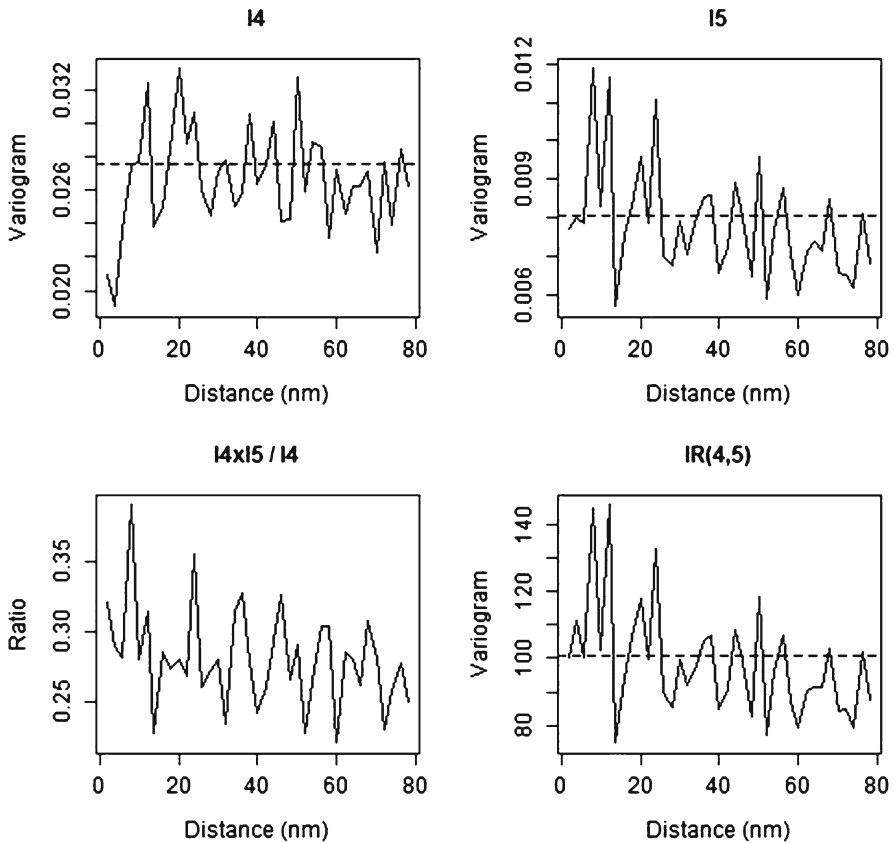 I4
Variogram
0.020 0.026 0.032
0 20 40 60 80
Distance (nm)
I5
Variogram
0.006 0.009 0.012
0 20 40 60 80
Distance (nm)
I4xI5 / I4
Ratio
0.25 0.30 0.35
0 20 40 60 80
Distance (nm)
IR(4,5)
Variogram
80 100 120 140
0 20 40 60 80
Distance (nm)